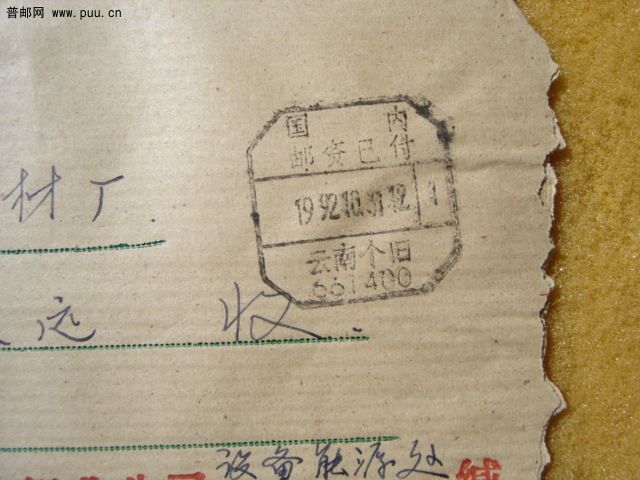 普邮网 www.puu.cn
国 内
邮资已付
1992.10.31.12 1
云南个旧
661400
材厂
远 收
设备能源处